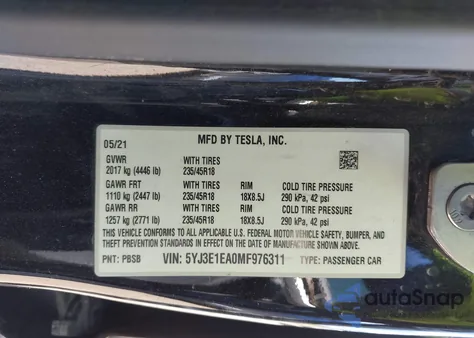 05/21 MFD BY TESLA, INC.
GVWR WITH TIRES
2017 kg (4446 lb) 235/45R18
GAWR FRT WITH TIRES RIM COLD TIRE PRESSURE
1110 kg (2447 lb) 235/45R18 18X8.5J 290 kPa, 42 psi
GAWR RR WITH TIRES RIM COLD TIRE PRESSURE
1257 kg (2771 lb) 235/45R18 18X8.5J 290 kPa, 42 psi
THIS VEHICLE CONFORMS TO ALL APPLICABLE U.S. FEDERAL MOTOR VEHICLE SAFETY, BUMPER, AND
THEFT PREVENTION STANDARDS IN EFFECT ON THE DATE OF MANUFACTURE SHOWN ABOVE.
PNT: PBSB VIN: 5YJ3E1EA0MF976311 TYPE: PASSENGER CAR
autoSnap